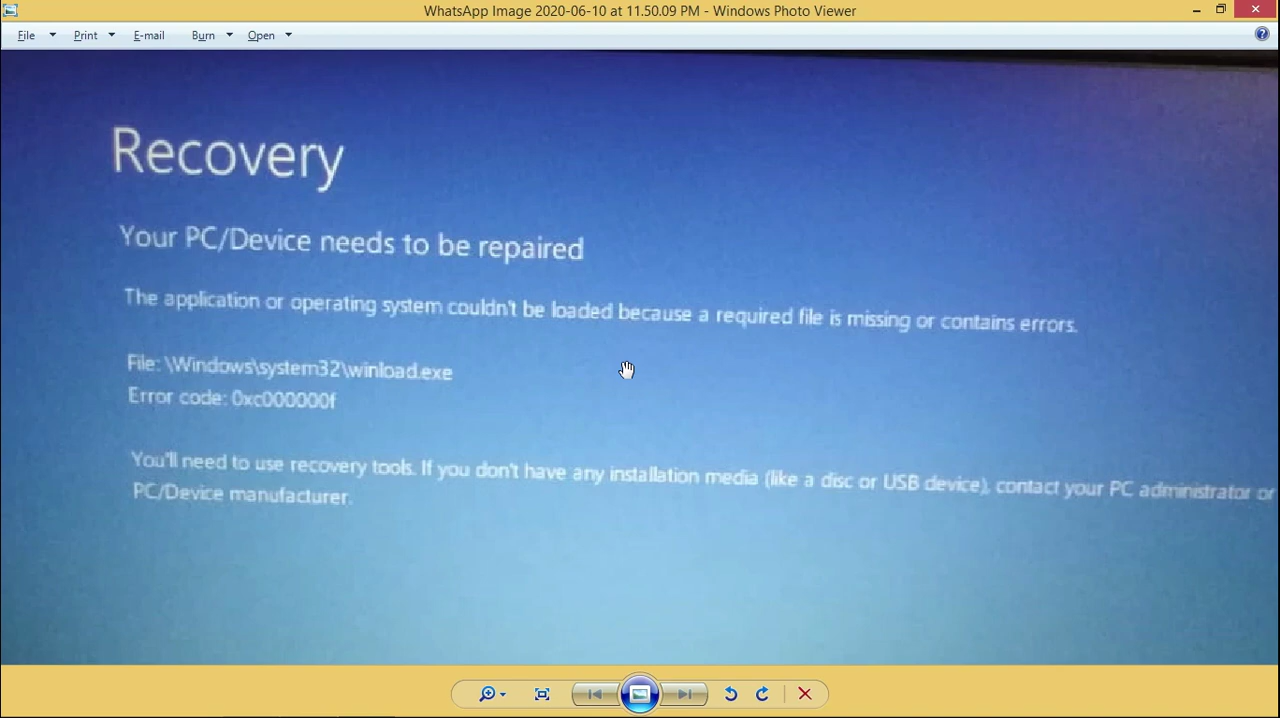 WhatsApp Image 2020-06-10 at 11.50.09 PM - Windows Photo Viewer
File Print E-mail Burn Open
Recovery
Your PC/Device needs to be repaired
The application or operating system couldn't be loaded because a required file is missing or contains errors.
File: \Windows\system32\winload.exe
Error code: 0xc000000f
You'll need to use recovery tools. If you don't have any installation media (like a disc or USB device), contact your PC administrator or
PC/Device manufacturer.